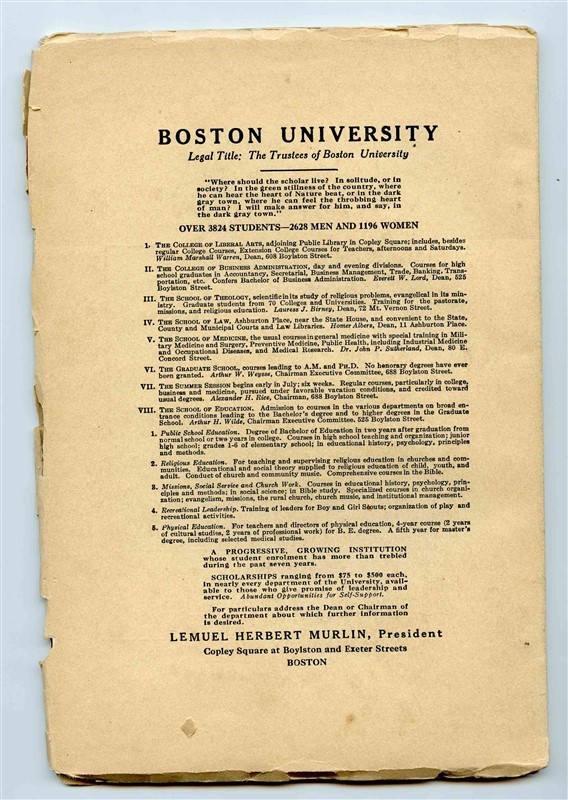 BOSTON UNIVERSITY
Legal Title: The Trustees of Boston University
"Where should the scholar live? In solitude, or in
society? In the green stillness of the country, where
he can hear the heart of Nature beat, or in the dark
gray town, where he can feel the throbbing heart
of man? I will make answer for him, and say, in
the dark gray town."
OVER 3824 STUDENTS—2628 MEN AND 1196 WOMEN
I. THE COLLEGE OF LIBERAL ARTS, adjoining Public Library in Copley Square; includes, besides
regular College Courses, Extension College Courses for Teachers, afternoons and Saturdays.
William Marshall Warren, Dean, 608 Boylston Street.
II. THE COLLEGE OF BUSINESS ADMINISTRATION, day and evening divisions. Courses for high
school graduates in Accountancy, Secretarial, Business Management, Trade, Banking, Trans-
portation, etc. Confers Bachelor of Business Administration. Everett W. Lord, Dean, 525
Boylston Street.
III. THE SCHOOL OF THEOLOGY, scientific in its study of religious problems, evangelical in its min-
istry. Graduate students from 70 Colleges and Universities. Training for the pastorate,
missions, and religious education. Lauress J. Birney, Dean, 72 Mt. Vernon Street.
IV. THE SCHOOL OF LAW, Ashburton Place, near the State House, and convenient to the State,
County and Municipal Courts and Law Libraries. Homer Albers, Dean, 11 Ashburton Place.
V. THE SCHOOL OF MEDICINE, the usual courses in general medicine with special training in Mili-
tary Medicine and Surgery, Preventive Medicine, Public Health, including Industrial Medicine
and Occupational Diseases, and Medical Research. Dr. John P. Sutherland, Dean, 80 E.
Concord Street.
VI. THE GRADUATE SCHOOL, courses leading to A.M. and PH.D. No honorary degrees have ever
been granted. Arthur W. Weysse, Chairman Executive Committee, 688 Boylston Street.
VII. THE SUMMER SESSION begins early in July; six weeks. Regular courses, particularly in college,
business and medicine, pursued under favorable vacation conditions, and credited toward
usual degrees. Alexander H. Rice, Chairman, 688 Boylston Street.
VIII. THE SCHOOL OF EDUCATION. Admission to courses in the various departments on broad en-
trance conditions leading to the Bachelor's degree and to higher degrees in the Graduate
School. Arthur H. Wilde, Chairman Executive Committee, 525 Boylston Street.
1. Public School Education. Degree of Bachelor of Education in two years after graduation from
normal school or two years in college. Courses in high school teaching and organization; junior
high school; grades 1-6 of elementary school; in educational history, psychology, principles
and methods.
2. Religious Education. For teaching and supervising religious education in churches and com-
munities. Educational and social theory supplied to religious education of child, youth, and
adult. Conduct of church and community music. Comprehensive courses in the Bible.
3. Missions, Social Service and Church Work. Courses in educational history, psychology, prin-
ciples and methods; in social science; in Bible study. Specialized courses in church organi-
zation; evangelism, missions, the rural church, church music, and institutional management.
4. Recreational Leadership. Training of leaders for Boy and Girl Scouts; organization of play and
recreational activities.
5. Physical Education. For teachers and directors of physical education, 4-year course (2 years
of cultural studies, 2 years of professional work) for B. E. degree. A fifth year for master's
degree, including selected medical studies.
A PROGRESSIVE, GROWING INSTITUTION
whose student enrolment has more than trebled
during the past seven years.
SCHOLARSHIPS ranging from $75 to $500 each,
in nearly every department of the University, avail-
able to those who give promise of leadership and
service. Abundant Opportunities for Self-Support.
For particulars address the Dean or Chairman of
the department about which further information
is desired.
LEMUEL HERBERT MURLIN, President
Copley Square at Boylston and Exeter Streets
BOSTON